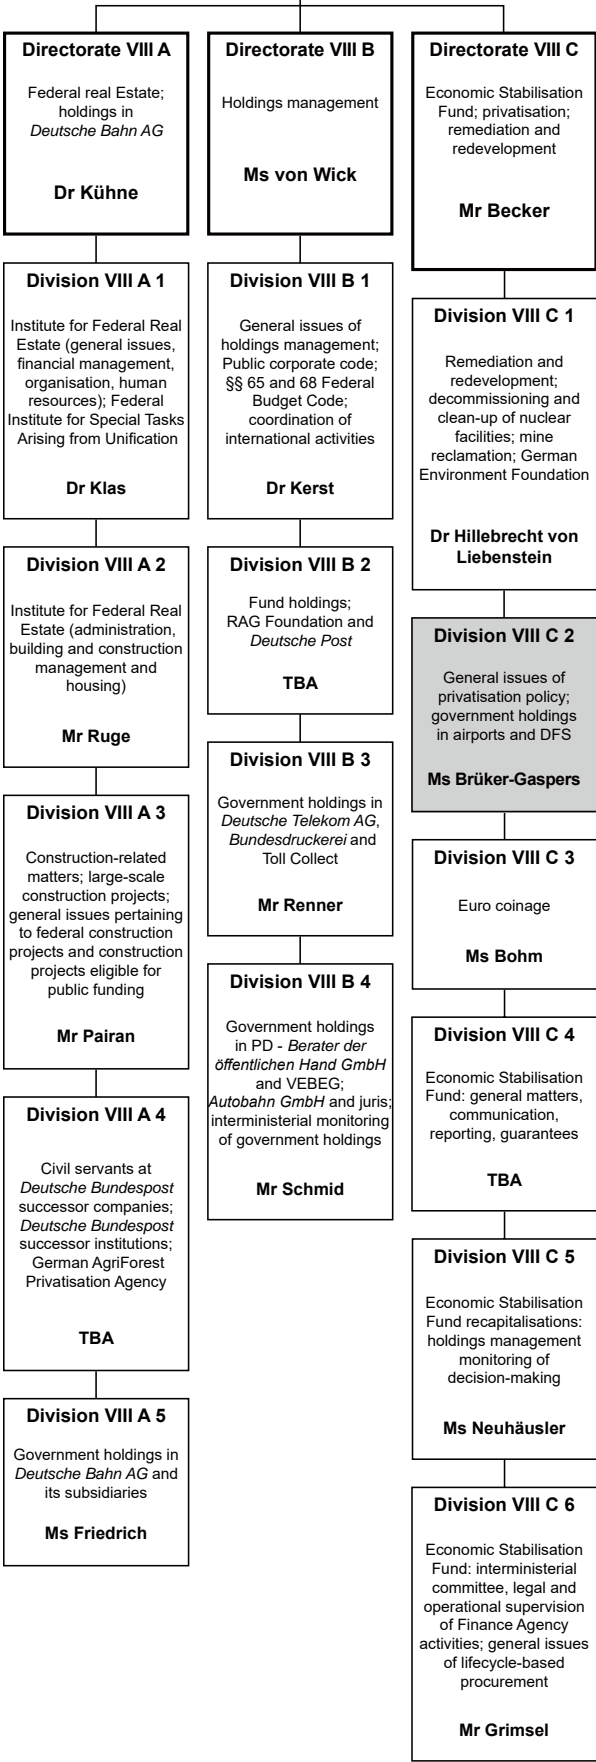 Directorate VIII A
Federal real Estate;
holdings in
Deutsche Bahn AG
Dr Kühne
Division VIII A 1
Institute for Federal Real
Estate (general issues,
financial management,
organisation, human
resources); Federal
Institute for Special Tasks
Arising from Unification
Dr Klas
Division VIII A 2
Institute for Federal Real
Estate (administration,
building and construction
management and
housing)
Mr Ruge
Division VIII A 3
Construction-related
matters; large-scale
construction projects;
general issues pertaining
to federal construction
projects and construction
projects eligible for
public funding
Mr Pairan
Division VIII A 4
Civil servants at
Deutsche Bundespost
successor companies;
Deutsche Bundespost
successor institutions;
German AgriForest
Privatisation Agency
TBA
Division VIII A 5
Government holdings in
Deutsche Bahn AG and
its subsidiaries
Ms Friedrich
Directorate VIII B
Holdings management
Ms von Wick
Division VIII B 1
General issues of
holdings management;
Public corporate code;
§§ 65 and 68 Federal
Budget Code;
coordination of
international activities
Dr Kerst
Division VIII B 2
Fund holdings;
RAG Foundation and
Deutsche Post
TBA
Division VIII B 3
Government holdings in
Deutsche Telekom AG,
Bundesdruckerei and
Toll Collect
Mr Renner
Division VIII B 4
Government holdings
in PD - Berater der
öffentlichen Hand GmbH
and VEBEG;
Autobahn GmbH and juris;
interministerial monitoring
of government holdings
Mr Schmid
Directorate VIII C
Economic Stabilisation
Fund; privatisation;
remediation and
redevelopment
Mr Becker
Division VIII C 1
Remediation and
redevelopment;
decommissioning and
clean-up of nuclear
facilities; mine
reclamation; German
Environment Foundation
Dr Hillebrecht von
Liebenstein
Division VIII C 2
General issues of
privatisation policy;
government holdings
in airports and DFS
Ms Brüker-Gaspers
Division VIII C 3
Euro coinage
Ms Bohm
Division VIII C 4
Economic Stabilisation
Fund: general matters,
communication,
reporting, guarantees
TBA
Division VIII C 5
Economic Stabilisation
Fund recapitalisations:
holdings management
monitoring of
decision-making
Ms Neuhäusler
Division VIII C 6
Economic Stabilisation
Fund: interministerial
committee, legal and
operational supervision
of Finance Agency
activities; general issues
of lifecycle-based
procurement
Mr Grimsel